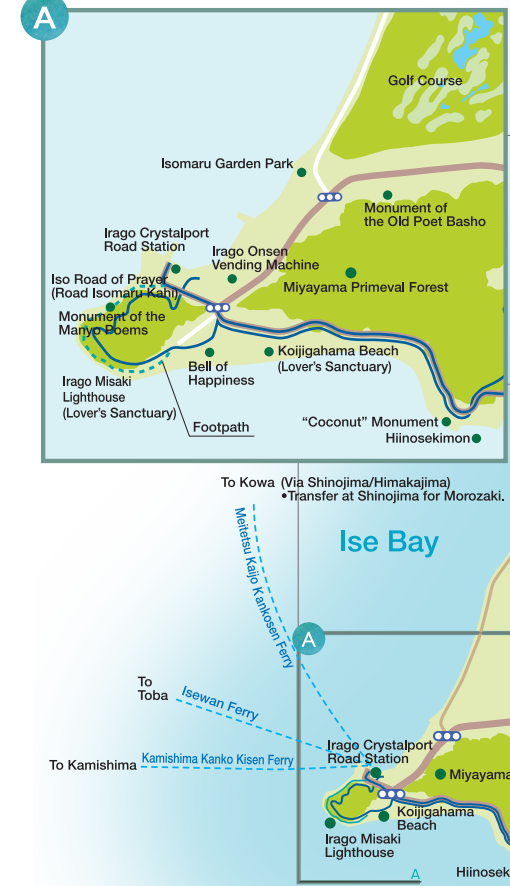 A
Golf Course
Isomaru Garden Park
Monument of
the Old Poet Basho
Irago Crystalport
Road Station
Irago Onsen
Vending Machine
Iso Road of Prayer
(Road Isomaru Kahi)
Miyayama Primeval Forest
Monument of the
Manyo Poems
Koijigahama Beach
(Lover's Sanctuary)
Bell of
Happiness
Irago Misaki
Lighthouse
(Lover's Sanctuary)
Footpath
"Coconut" Monument
Hiinosekimon
To Kowa (Via Shinojima/Himakajima)
•Transfer at Shinojima for Morozaki.
Meitetsu Kaijo Kankosen Ferry
Ise Bay
A
To
Toba
Isewan Ferry
To Kamishima
Kamishima Kanko Kisen Ferry
Irago Crystalport
Road Station
Miyayama
Koijigahama
Beach
Irago Misaki
Lighthouse
Hiinosek
A